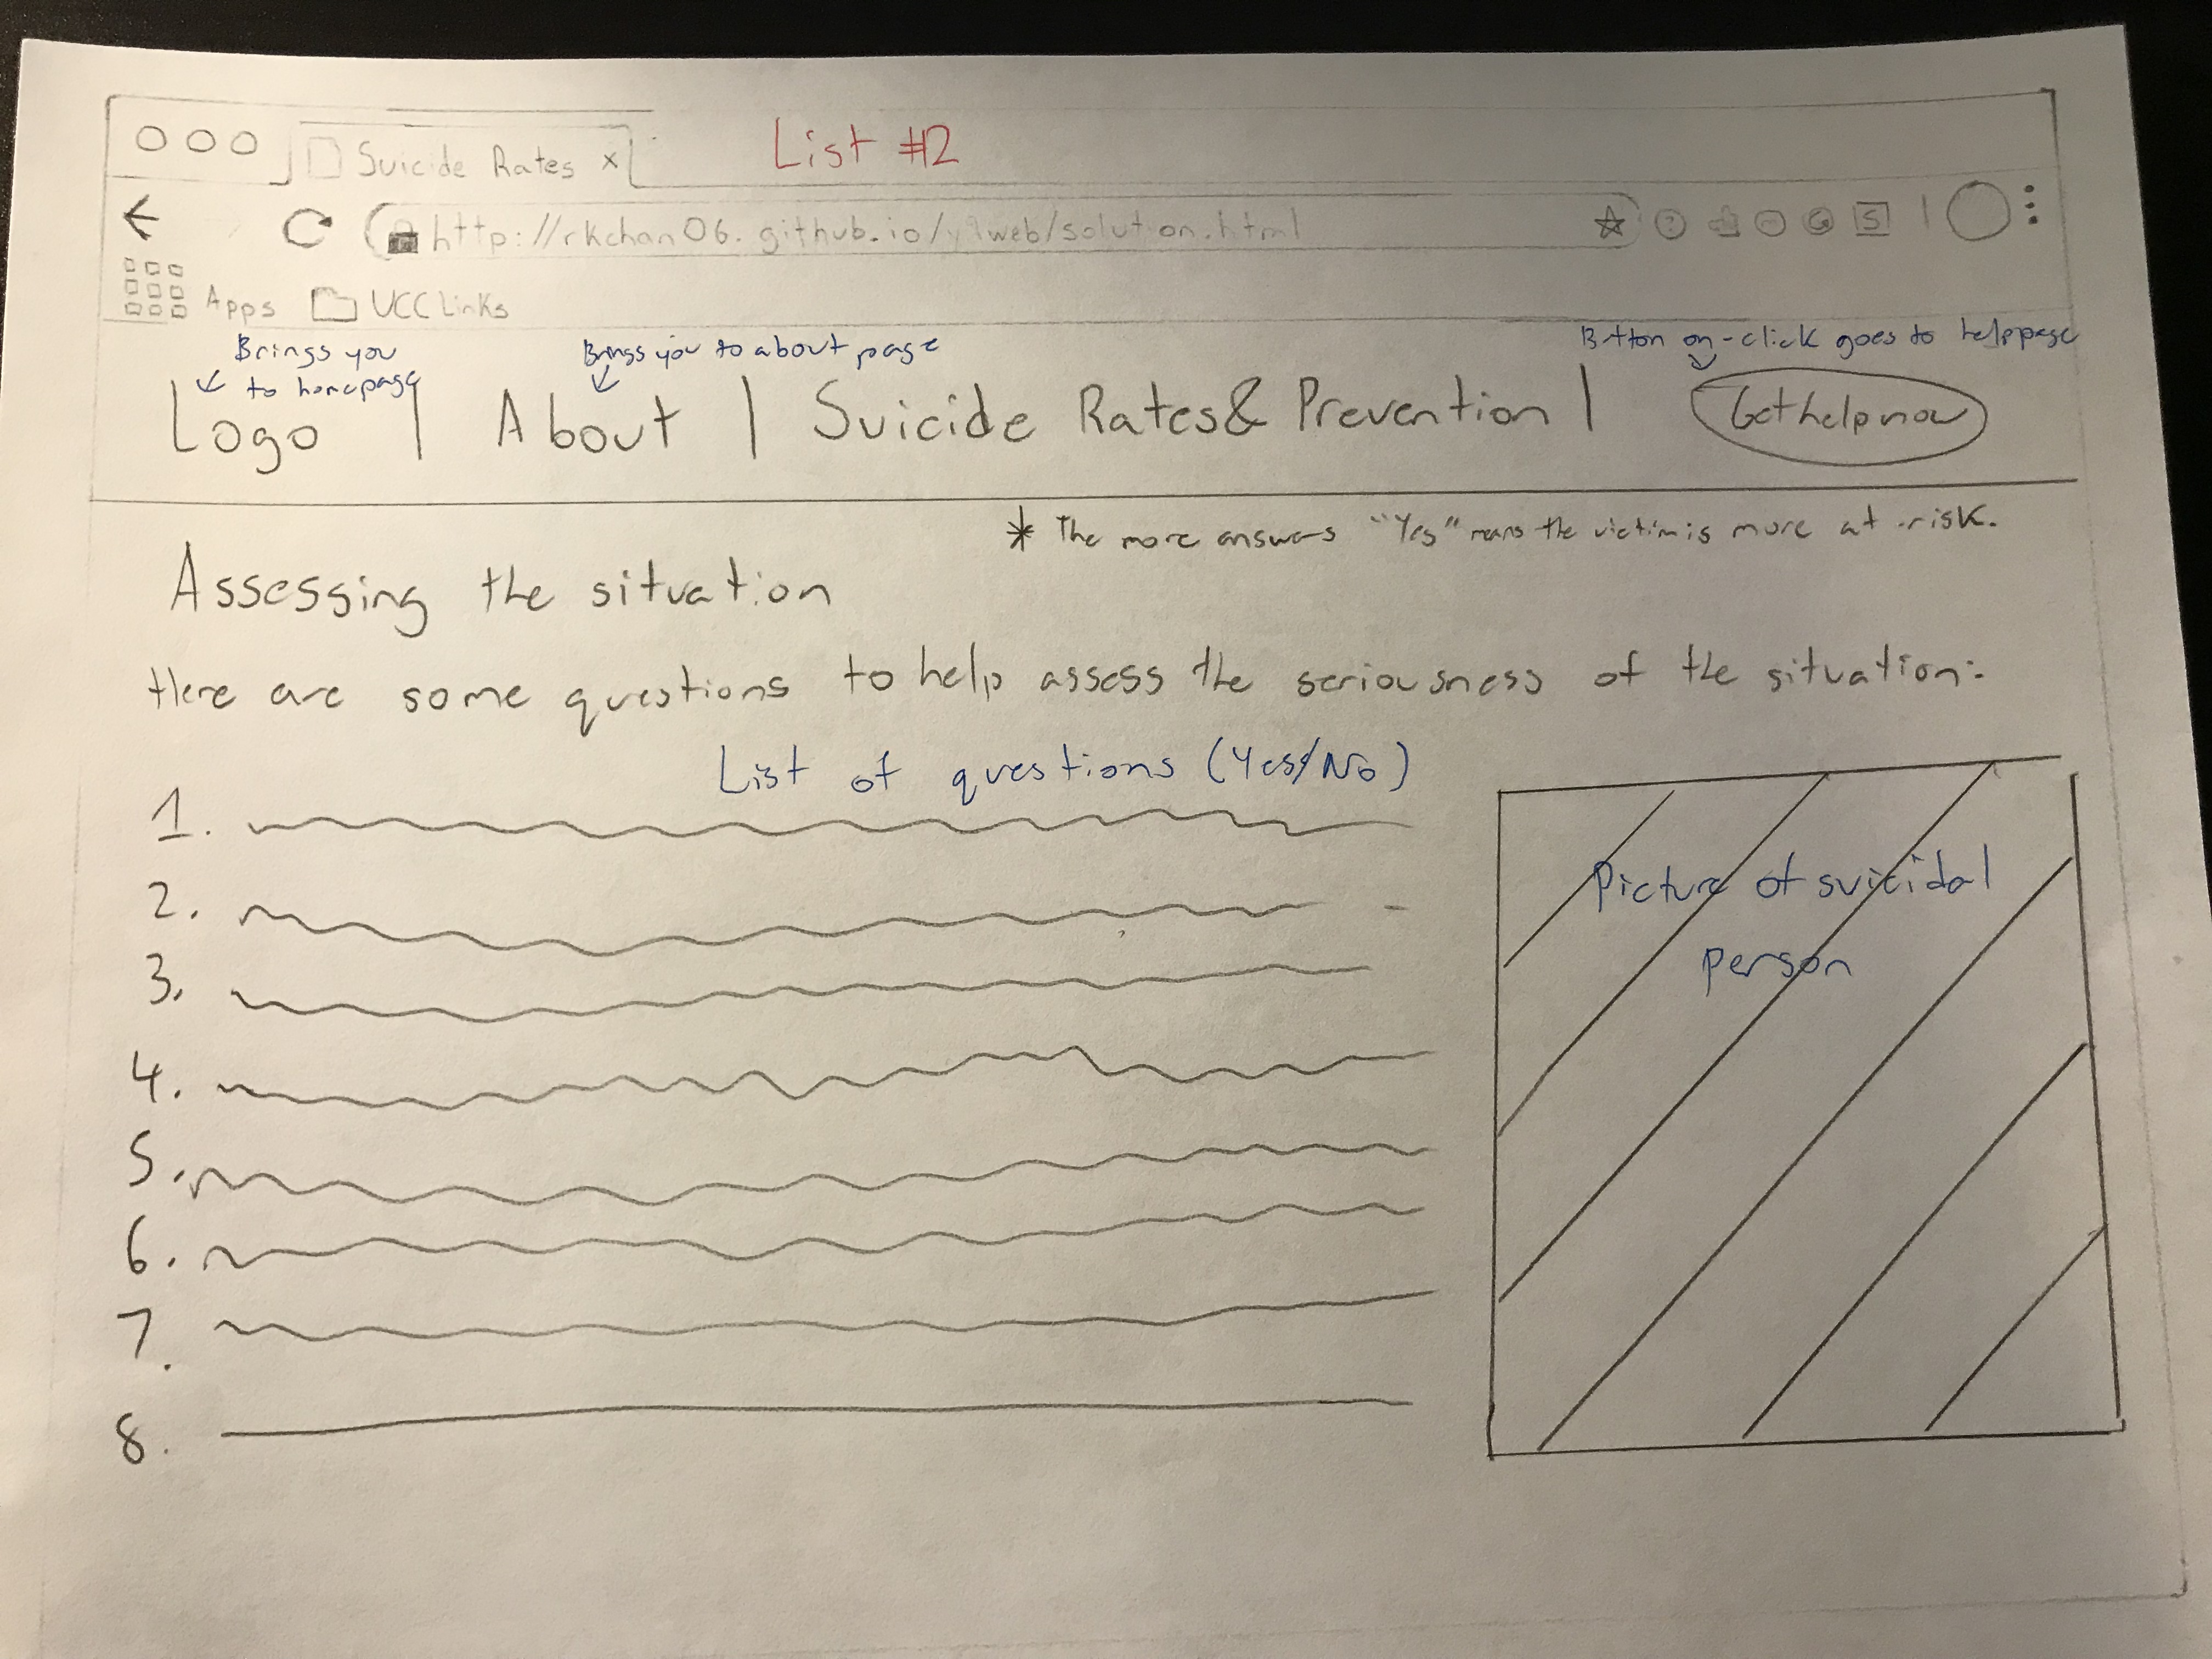 List #2
Suicide Rates x
http://rkchan06.github.io/y9web/solution.html
S
Apps UCC Links
Brings you
to homepage
Brings you to about page
Button on-click goes to helppage
Logo | About | Suicide Rates & Prevention | Get help now
* The more answers "Yes" means the victim is more at risk.
Assessing the situation
Here are some questions to help assess the seriousness of the situation:
List of questions (Yes/No)
1.
2.
3.
4.
5.
6.
7.
8.
Picture of suicidal
person